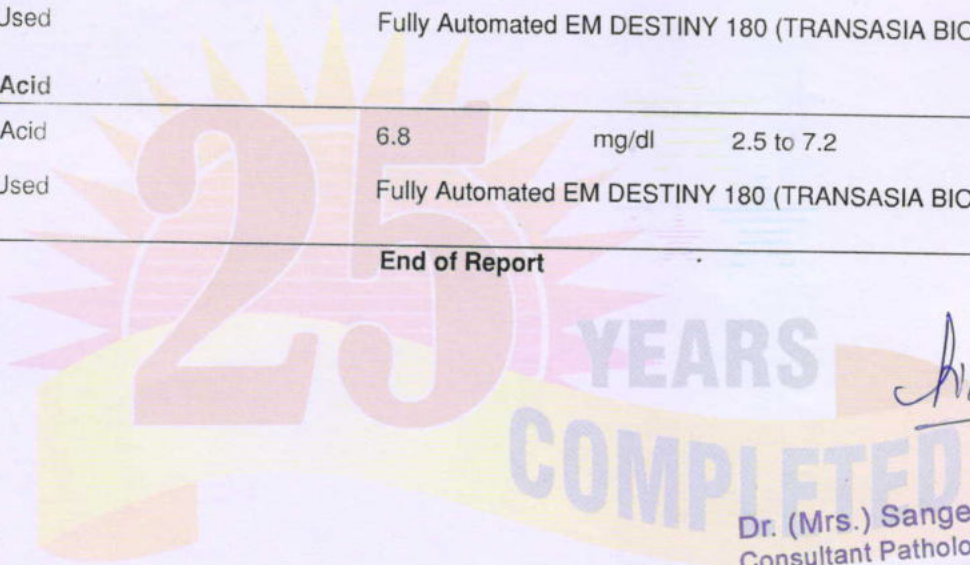 Used Fully Automated EM DESTINY 180 (TRANSASIA BIO
Acid
Acid 6.8 mg/dl 2.5 to 7.2
Used Fully Automated EM DESTINY 180 (TRANSASIA BIO
End of Report
25
YEARS
COMPLETED
Dr. (Mrs.) Sange
Consultant Patholo